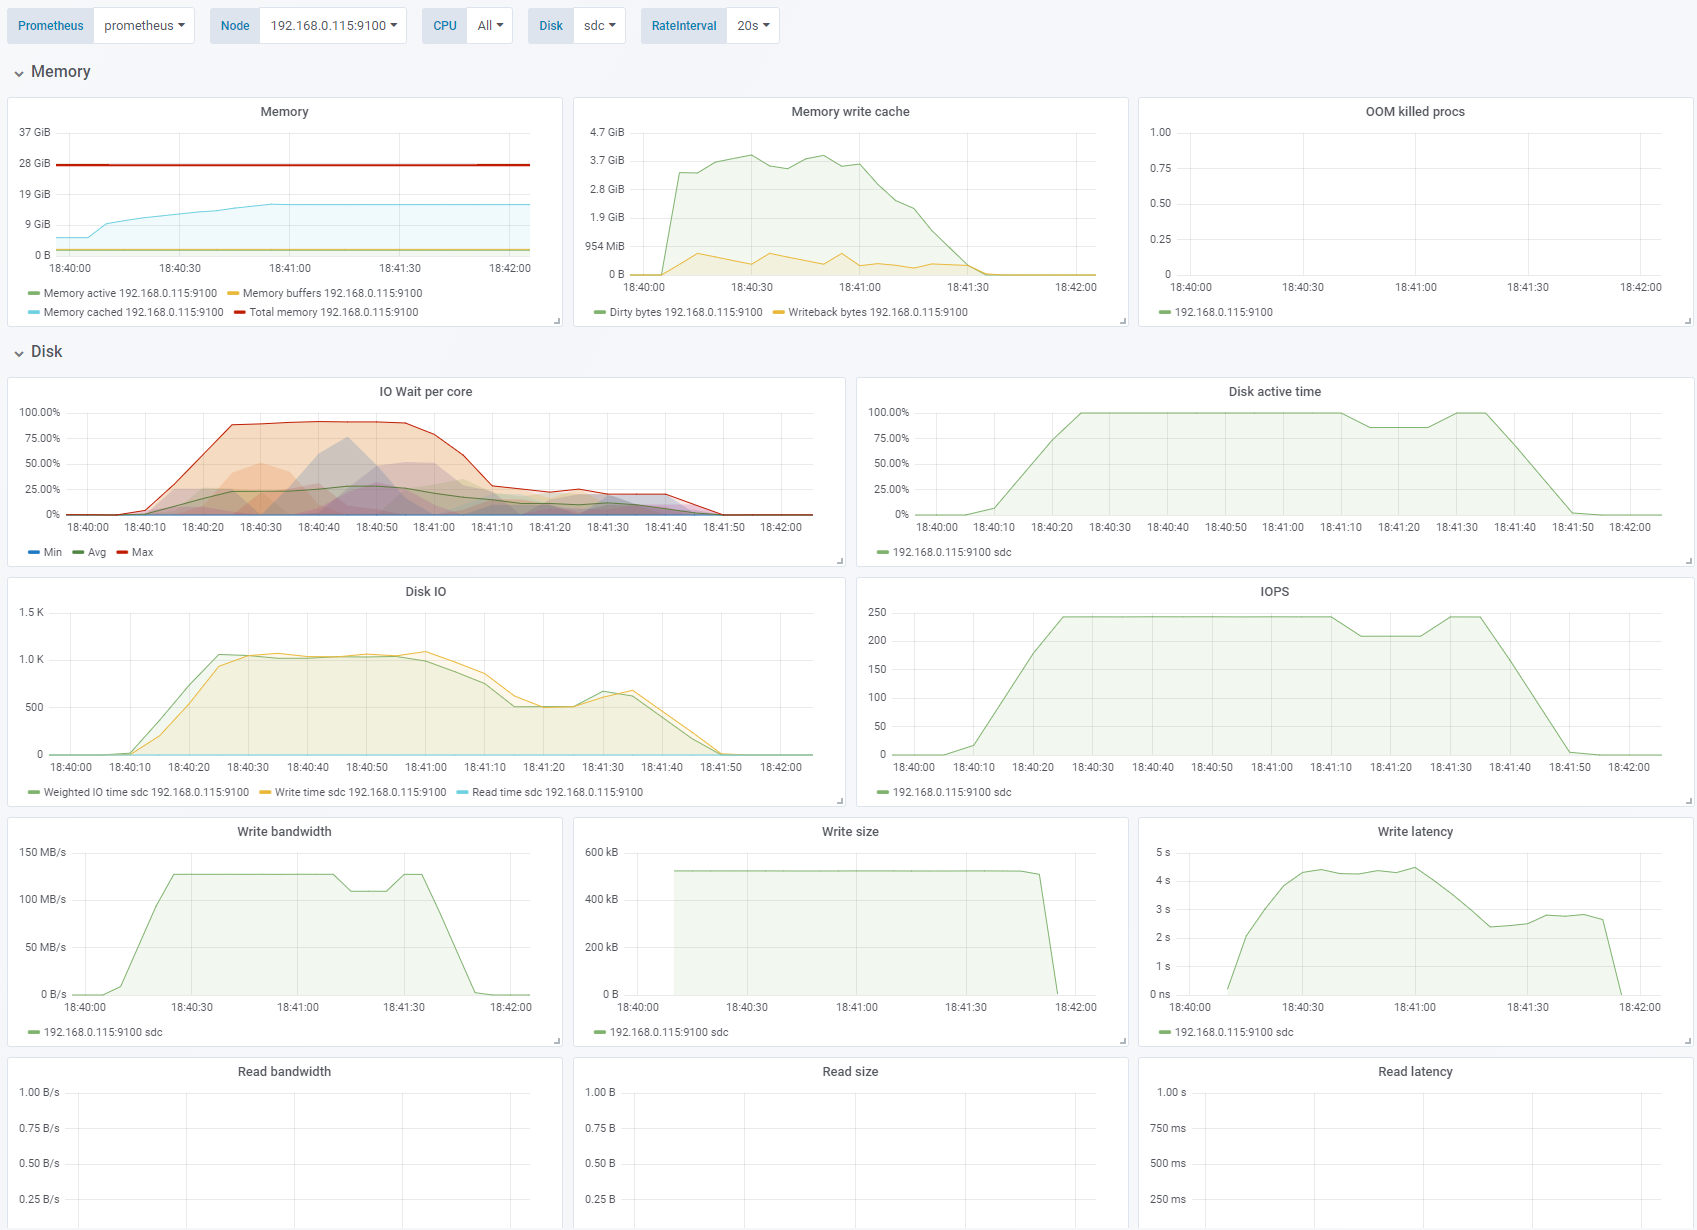 Prometheus prometheus Node 192.168.0.115:9100 CPU All Disk sdc RateInterval 20s
Memory
Memory
37 GiB
28 GiB
19 GiB
9 GiB
0 B
18:40:00 18:40:30 18:41:00 18:41:30 18:42:00
Memory active 192.168.0.115:9100 Memory buffers 192.168.0.115:9100
Memory cached 192.168.0.115:9100 Total memory 192.168.0.115:9100
Memory write cache
4.7 GiB
3.7 GiB
2.8 GiB
1.9 GiB
954 MiB
0 B
18:40:00 18:40:30 18:41:00 18:41:30 18:42:00
Dirty bytes 192.168.0.115:9100 Writeback bytes 192.168.0.115:9100
OOM killed procs
1.00
0.75
0.50
0.25
0
18:40:00 18:40:30 18:41:00 18:41:30 18:42:00
192.168.0.115:9100
Disk
IO Wait per core
100.00%
75.00%
50.00%
25.00%
0%
18:40:00 18:40:10 18:40:20 18:40:30 18:40:40 18:40:50 18:41:00 18:41:10 18:41:20 18:41:30 18:41:40 18:41:50 18:42:00
Min Avg Max
Disk active time
100.00%
75.00%
50.00%
25.00%
0%
18:40:00 18:40:10 18:40:20 18:40:30 18:40:40 18:40:50 18:41:00 18:41:10 18:41:20 18:41:30 18:41:40 18:41:50 18:42:00
192.168.0.115:9100 sdc
Disk IO
1.5 K
1.0 K
500
0
18:40:00 18:40:10 18:40:20 18:40:30 18:40:40 18:40:50 18:41:00 18:41:10 18:41:20 18:41:30 18:41:40 18:41:50 18:42:00
Weighted IO time sdc 192.168.0.115:9100 Write time sdc 192.168.0.115:9100 Read time sdc 192.168.0.115:9100
IOPS
250
200
150
100
50
0
18:40:00 18:40:10 18:40:20 18:40:30 18:40:40 18:40:50 18:41:00 18:41:10 18:41:20 18:41:30 18:41:40 18:41:50 18:42:00
192.168.0.115:9100 sdc
Write bandwidth
150 MB/s
100 MB/s
50 MB/s
0 B/s
18:40:00 18:40:30 18:41:00 18:41:30 18:42:00
192.168.0.115:9100 sdc
Write size
600 kB
400 kB
200 kB
0 B
18:40:00 18:40:30 18:41:00 18:41:30 18:42:00
192.168.0.115:9100 sdc
Write latency
5 s
4 s
3 s
2 s
1 s
0 ns
18:40:00 18:40:30 18:41:00 18:41:30 18:42:00
192.168.0.115:9100 sdc
Read bandwidth
1.00 B/s
0.75 B/s
0.50 B/s
0.25 B/s
Read size
1.00 B
0.75 B
0.50 B
0.25 B
Read latency
1.00 s
750 ms
500 ms
250 ms